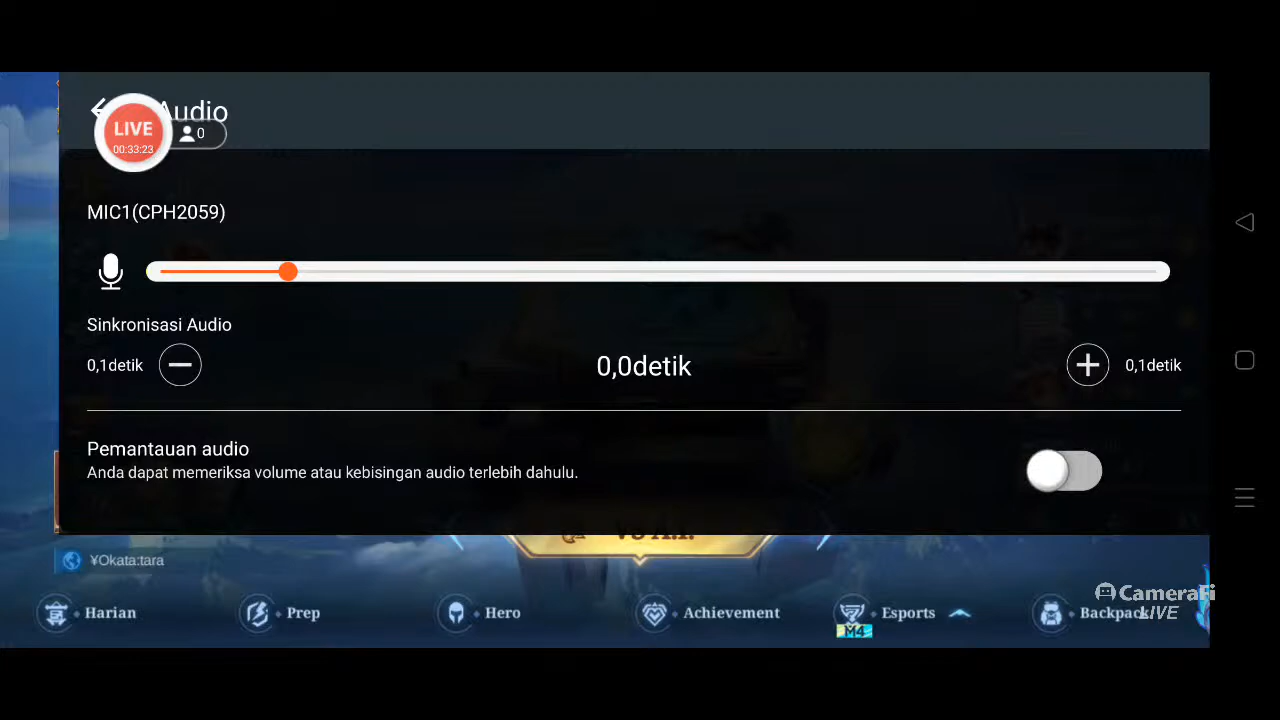 Audio
LIVE
00:33:23
0
MIC1(CPH2059)
Sinkronisasi Audio
0,1detik
0,0detik
0,1detik
Pemantauan audio
Anda dapat memeriksa volume atau kebisingan audio terlebih dahulu.
VS A.I.
¥Okata:tara
CameraFi
LIVE
Harian
Prep
Hero
Achievement
Esports
M4
Backpack